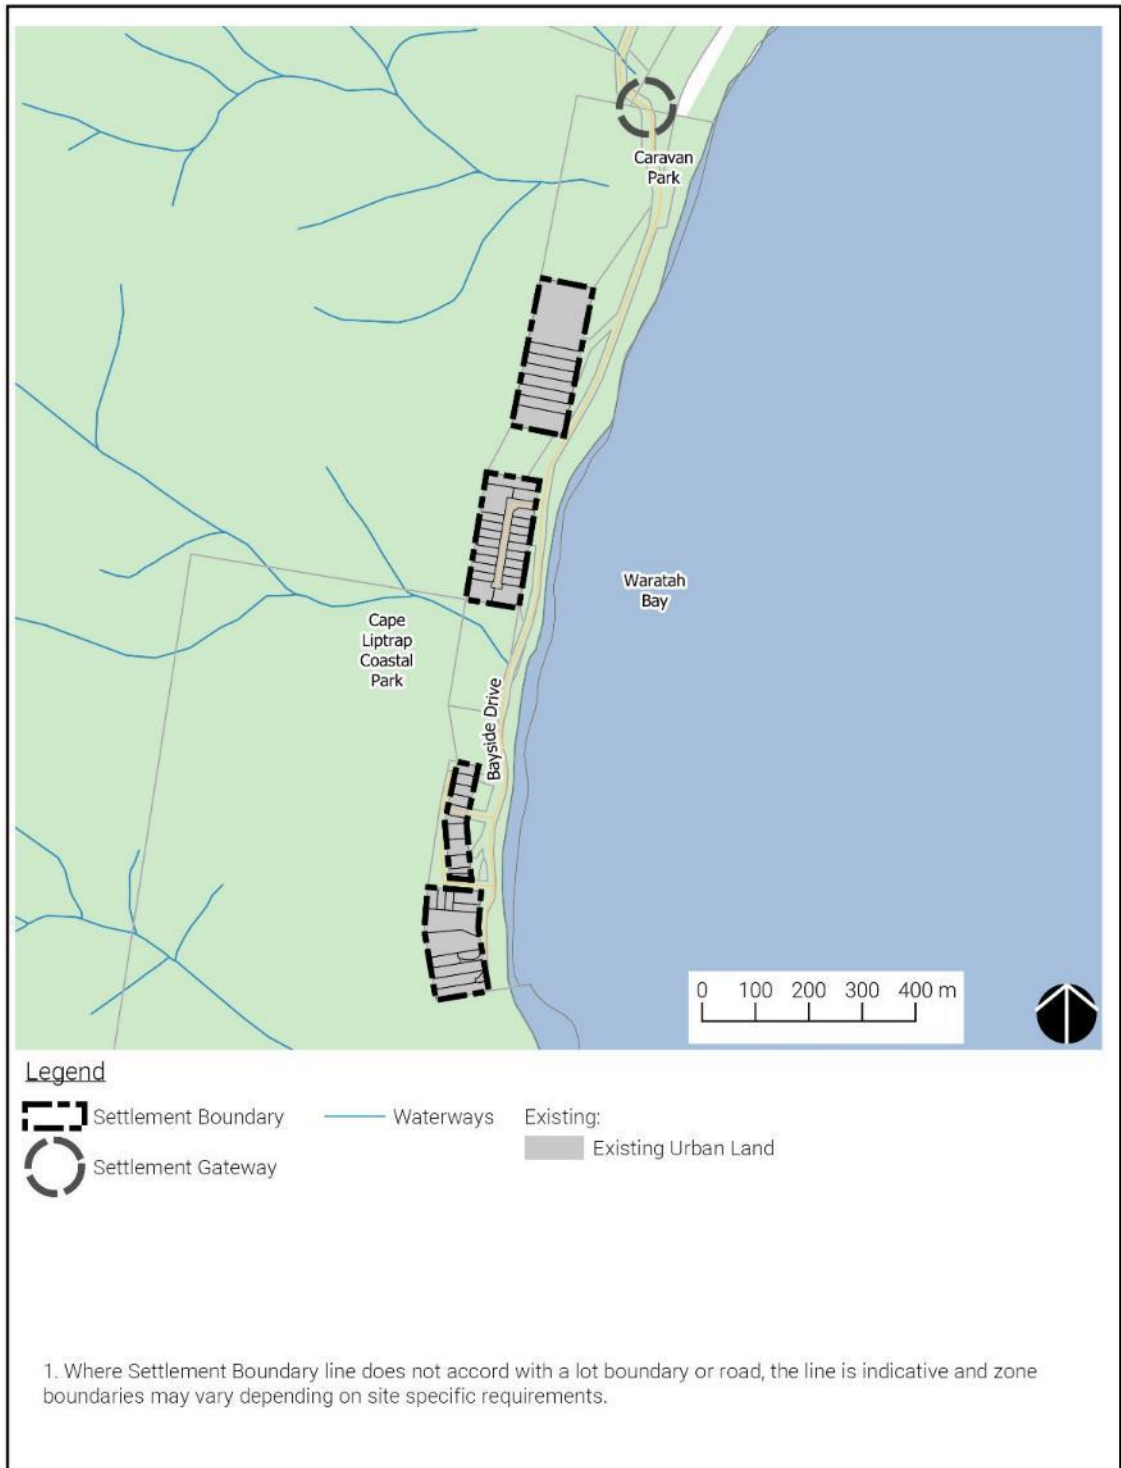 Caravan
Park
Waratah
Bay
Cape
Liptrap
Coastal
Park
Bayside Drive
0 100 200 300 400 m
Legend
Settlement Boundary
Waterways
Existing:
Settlement Gateway
Existing Urban Land
1. Where Settlement Boundary line does not accord with a lot boundary or road, the line is indicative and zone
boundaries may vary depending on site specific requirements.